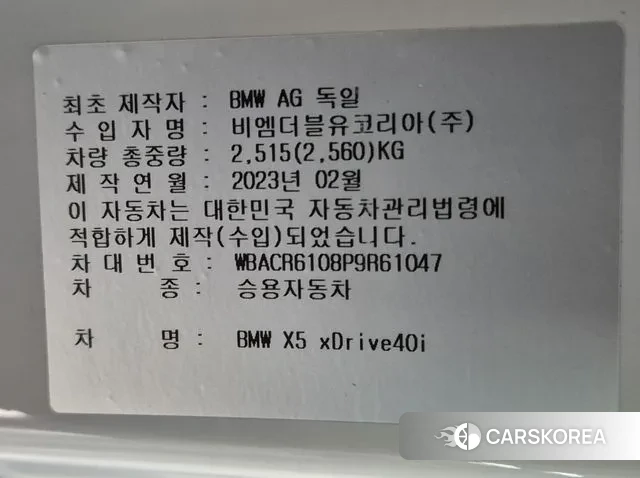 최초 제작자 : BMW AG 독일
수 입 자 명 : 비엠더블유코리아(주)
차량 총중량 : 2,515(2,560)KG
제 작 연 월 : 2023년 02월
이 자동차는 대한민국 자동차관리법령에
적합하게 제작(수입)되었습니다.
차 대 번 호 : WBACR6108P9R61047
차 종 : 승용자동차
차 명 : BMW X5 xDrive40i
CARSKOREA